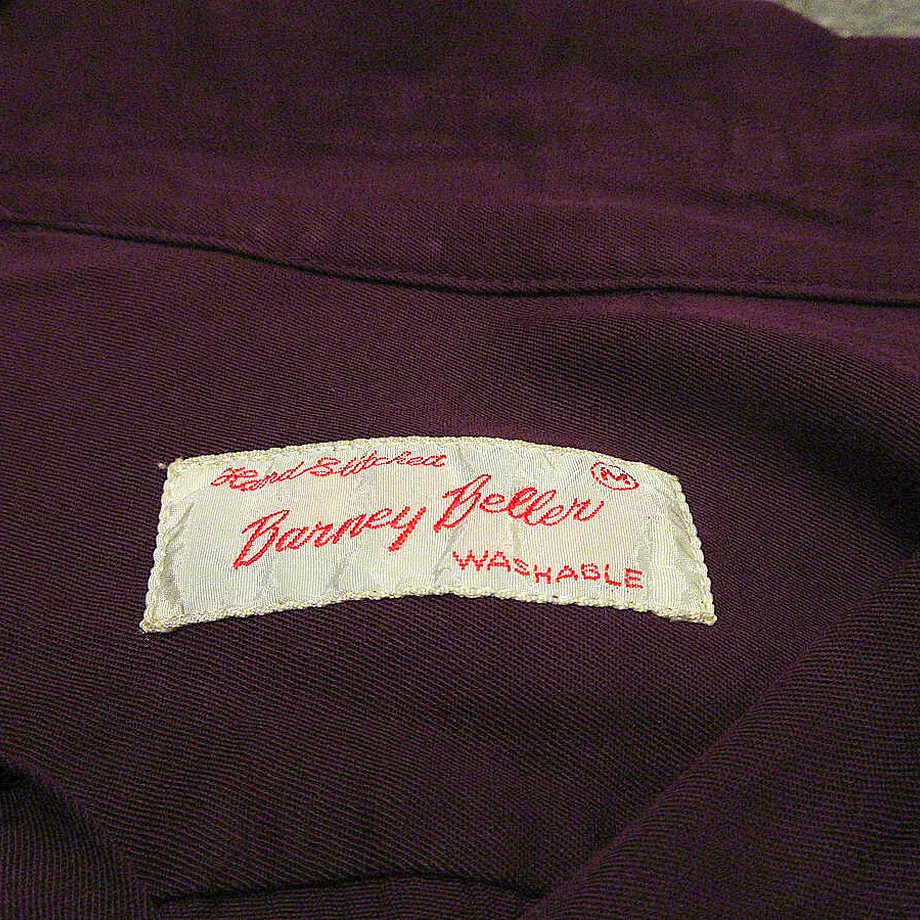 Hand Stitched
M
Barney Beller
WASHABLE